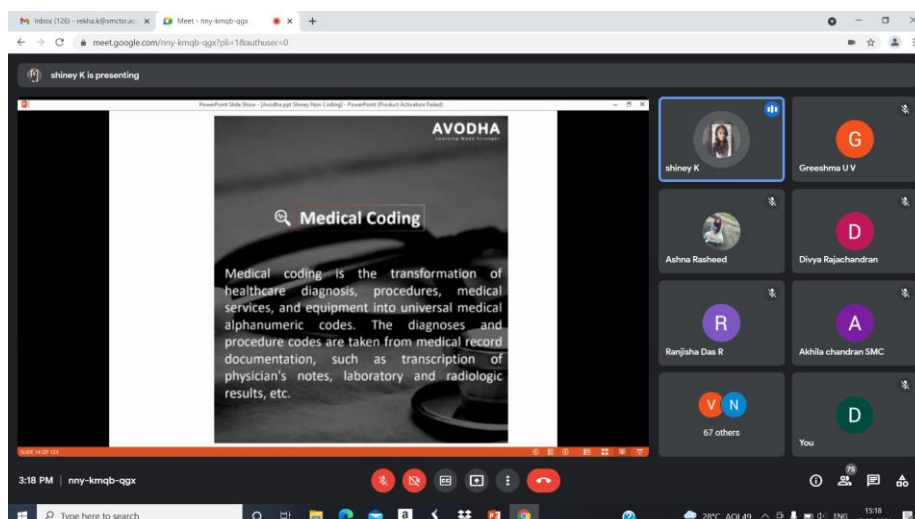 Inbox (126) - rekha.k@smctsr.ac. x
Meet - nny-kmqb-qgx
meet.google.com/nny-kmqb-qgx?pli=1&authuser=0
shiney K is presenting
PowerPoint Slide Show - [Avodha ppt Shiney Non Coding] - PowerPoint (Product Activation Failed)
AVODHA
Learning Made Stronger
Medical Coding
Medical coding is the transformation of
healthcare diagnosis, procedures, medical
services, and equipment into universal medical
alphanumeric codes. The diagnoses and
procedure codes are taken from medical record
documentation, such as transcription of
physician's notes, laboratory and radiologic
results, etc.
SLIDE 14 OF 123
shiney K
G
Greeshma U V
Ashna Rasheed
D
Divya Rajachandran
R
Ranjisha Das R
A
Akhila chandran SMC
V N
67 others
D
You
3:18 PM | nny-kmqb-qgx
75
Type here to search
28°C AQI 49
ENG
15:18